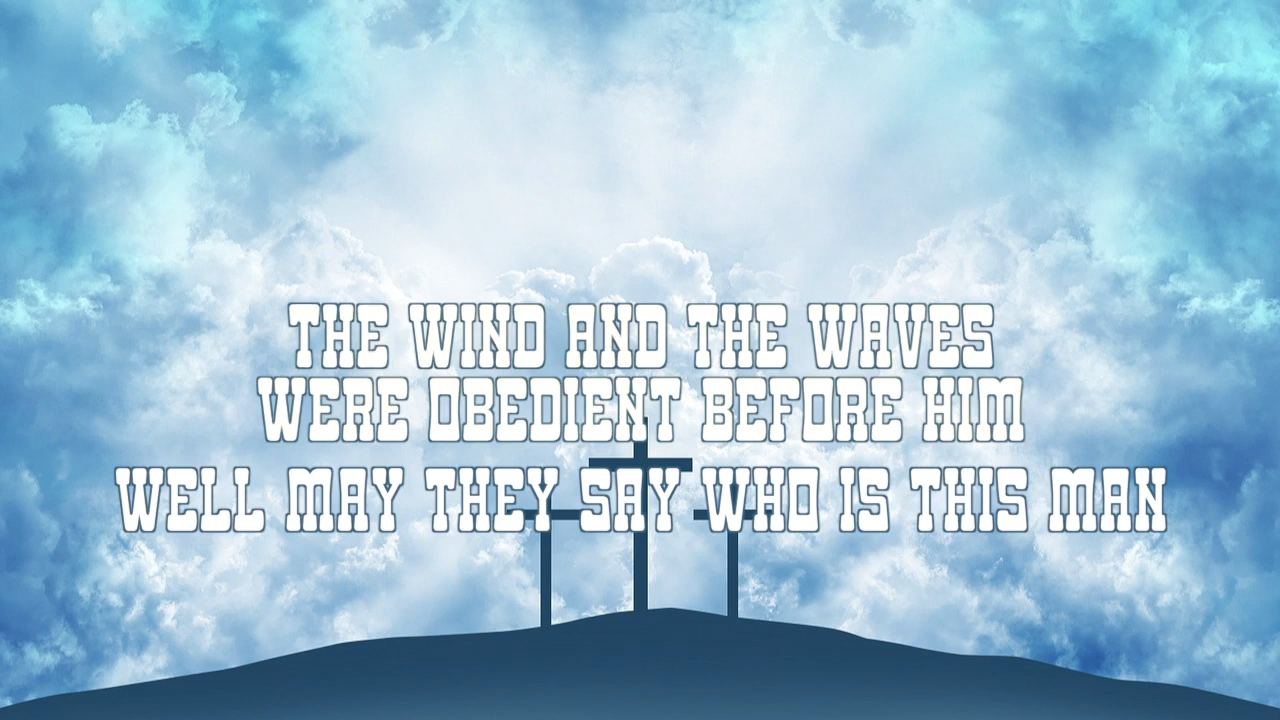 THE WIND AND THE WAVES
WERE OBEDIENT BEFORE HIM
WELL MAY THEY SAY WHO IS THIS MAN